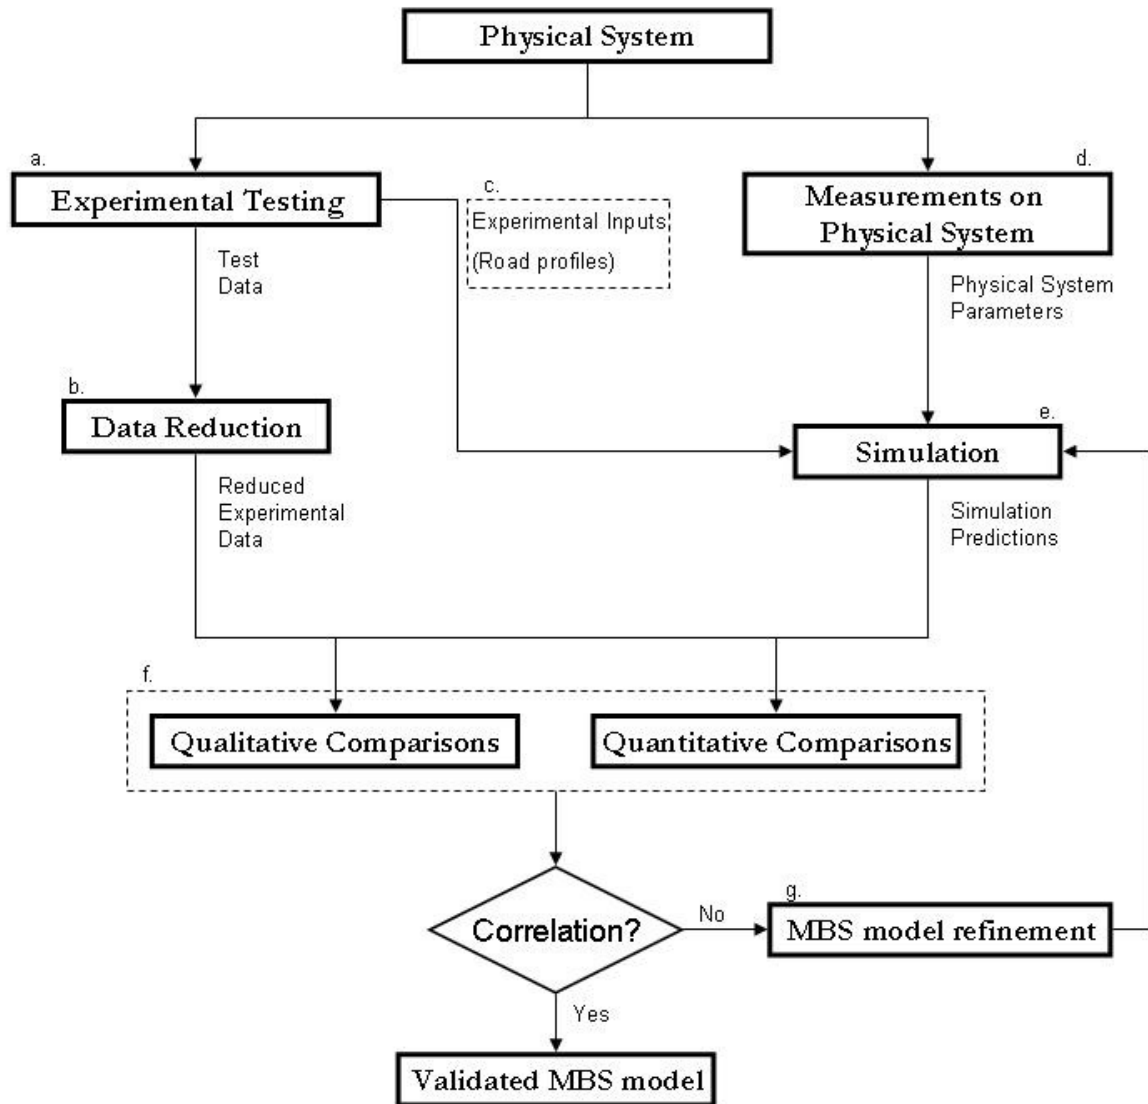 Physical System
a.
Experimental Testing
c.
Experimental Inputs
(Road profiles)
d.
Measurements on
Physical System
Test
Data
Physical System
Parameters
b.
Data Reduction
e.
Simulation
Reduced
Experimental
Data
Simulation
Predictions
f.
Qualitative Comparisons
Quantitative Comparisons
Correlation?
No
g.
MBS model refinement
Yes
Validated MBS model